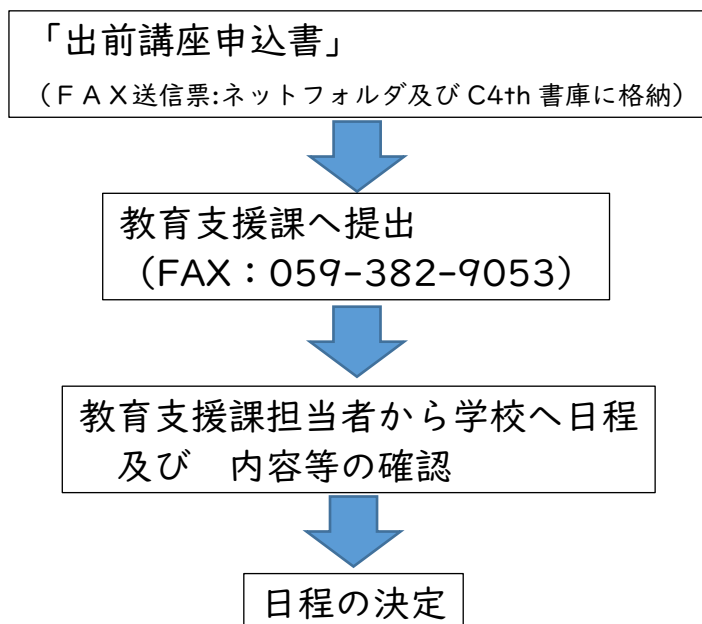 「出前講座申込書」
（ＦＡＸ送信票:ネットフォルダ及び C4th 書庫に格納）
教育支援課へ提出
（FAX：059-382-9053）
教育支援課担当者から学校へ日程
及び　内容等の確認
日程の決定